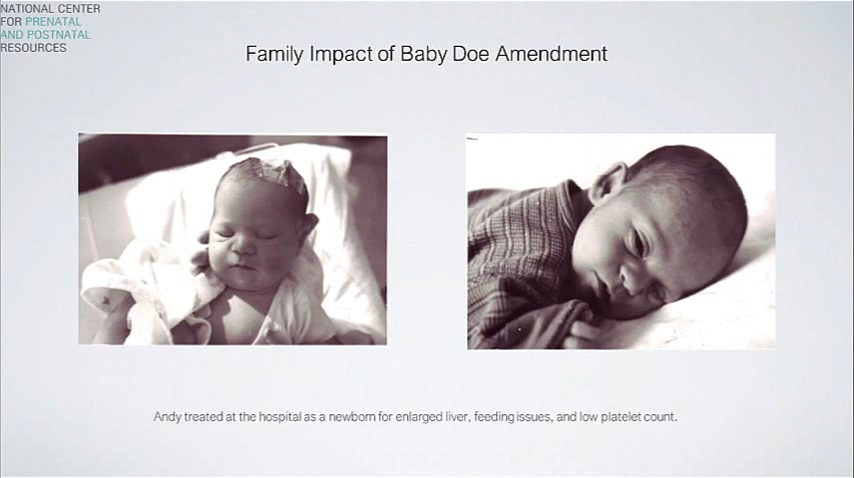 NATIONAL CENTER
FOR PRENATAL
AND POSTNATAL
RESOURCES
Family Impact of Baby Doe Amendment
Andy treated at the hospital as a newborn for enlarged liver, feeding issues, and low platelet count.